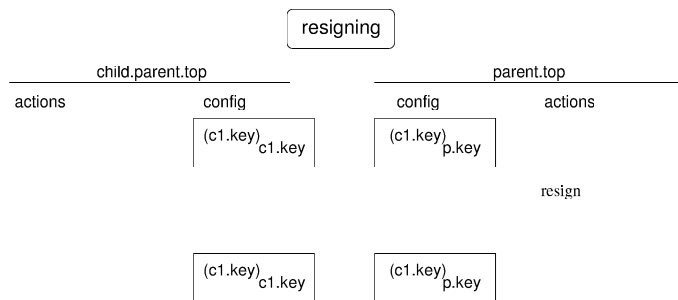 resigning
child.parent.top parent.top
actions config config actions
(c1.key)c1.key (c1.key)p.key
resign
(c1.key)c1.key (c1.key)p.key